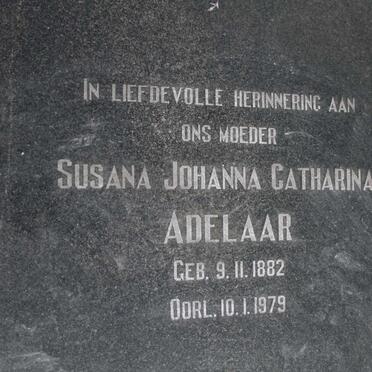 IN LIEFDEVOLLE HERINNERING AAN
ONS MOEDER
SUSANA JOHANNA CATHARINA
ADELAAR
GEB. 9.11.1882
OORL. 10.1.1979